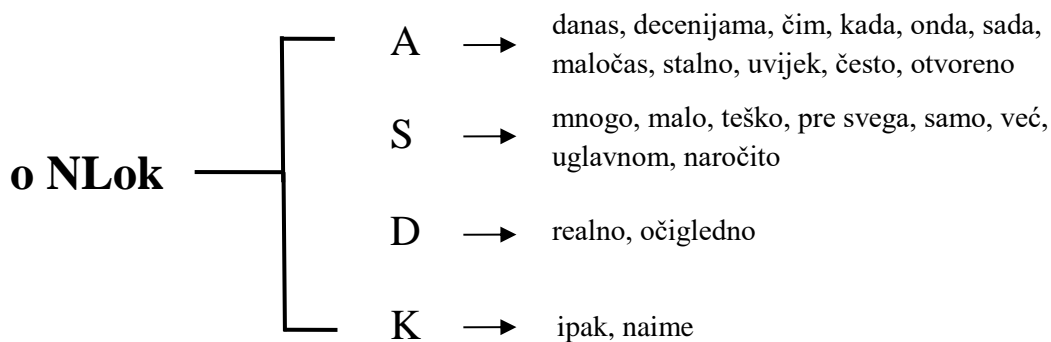 o NLok
A
danas, decenijama, čim, kada, onda, sada,
maločas, stalno, uvijek, često, otvoreno
S
mnogo, malo, teško, pre svega, samo, već,
uglavnom, naročito
D
realno, očigledno
K
ipak, naime